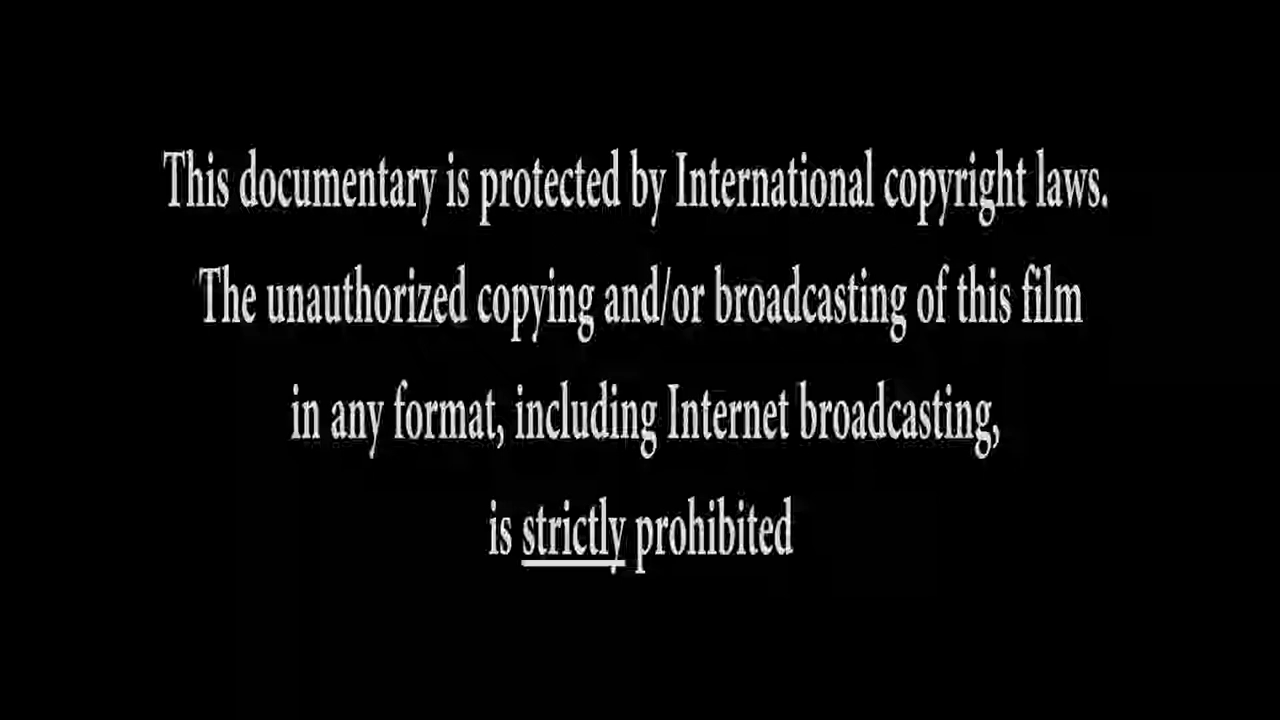 This documentary is protected by International copyright laws.
The unauthorized copying and/or broadcasting of this film
in any format, including Internet broadcasting,
is strictly prohibited